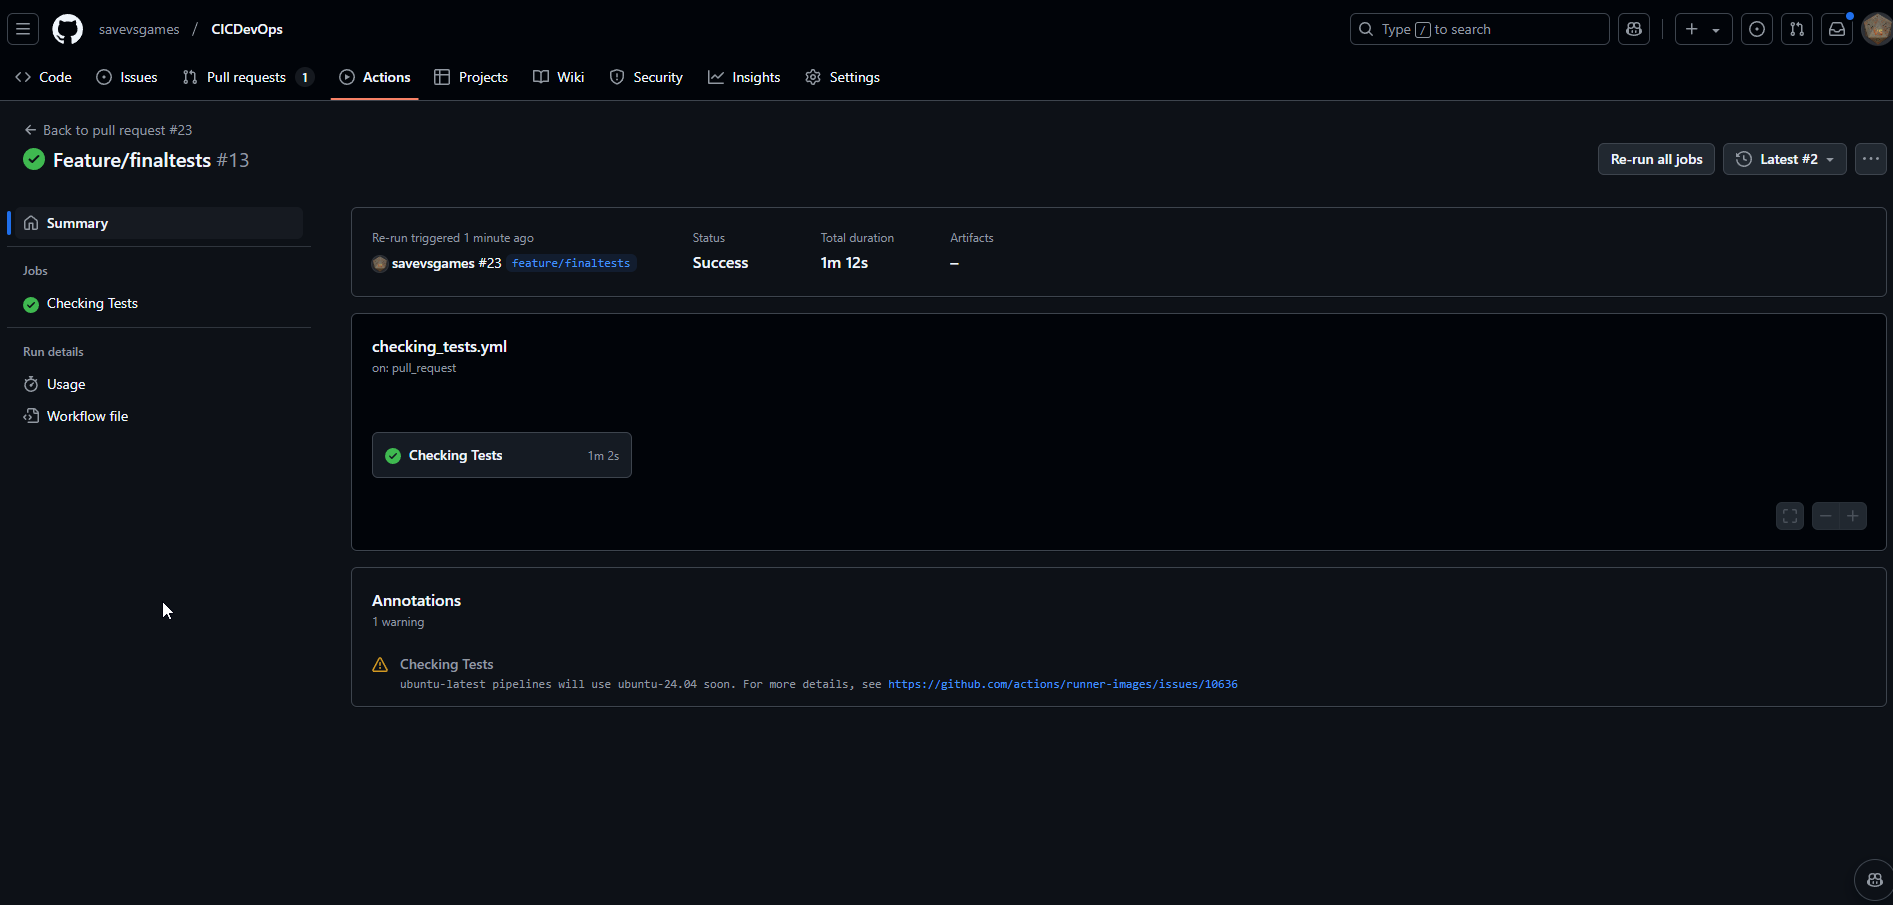 savevsgames / CICDevOps
Type / to search
Code Issues Pull requests 1 Actions Projects Wiki Security Insights Settings
Back to pull request #23
Feature/finaltests #13
Re-run all jobs Latest #2
Summary
Jobs
Checking Tests
Run details
Usage
Workflow file
Re-run triggered 1 minute ago Status Total duration Artifacts
savevsgames #23 feature/finaltests Success 1m 12s –
checking_tests.yml
on: pull_request
Checking Tests 1m 2s
Annotations
1 warning
Checking Tests
ubuntu-latest pipelines will use ubuntu-24.04 soon. For more details, see https://github.com/actions/runner-images/issues/10636